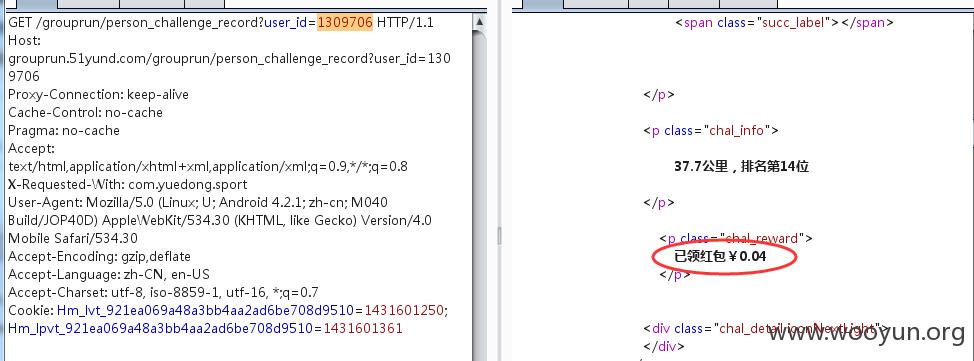 GET /grouprun/person_challenge_record?user_id=1309706 HTTP/1.1
Host:
grouprun.51yund.com/grouprun/person_challenge_record?user_id=130
9706
Proxy-Connection: keep-alive
Cache-Control: no-cache
Pragma: no-cache
Accept:
text/html,application/xhtml+xml,application/xml;q=0.9,*/*;q=0.8
X-Requested-With: com.yuedong.sport
User-Agent: Mozilla/5.0 (Linux; U; Android 4.2.1; zh-cn; M040
Build/JOP40D) AppleWebKit/534.30 (KHTML, like Gecko) Version/4.0
Mobile Safari/534.30
Accept-Encoding: gzip,deflate
Accept-Language: zh-CN, en-US
Accept-Charset: utf-8, iso-8859-1, utf-16, *;q=0.7
Cookie: Hm_lvt_921ea069a48a3bb4aa2ad6be708d9510=1431601250;
Hm_lpvt_921ea069a48a3bb4aa2ad6be708d9510=1431601361
<span class="succ_label"></span>
</p>
<p class="chal_info">
37.7公里，排名第14位
</p>
<p class="chal_reward">
已领红包￥0.04
</p>
<div class="chal_detail iconNextLight">
</div>
www.wooyun.org